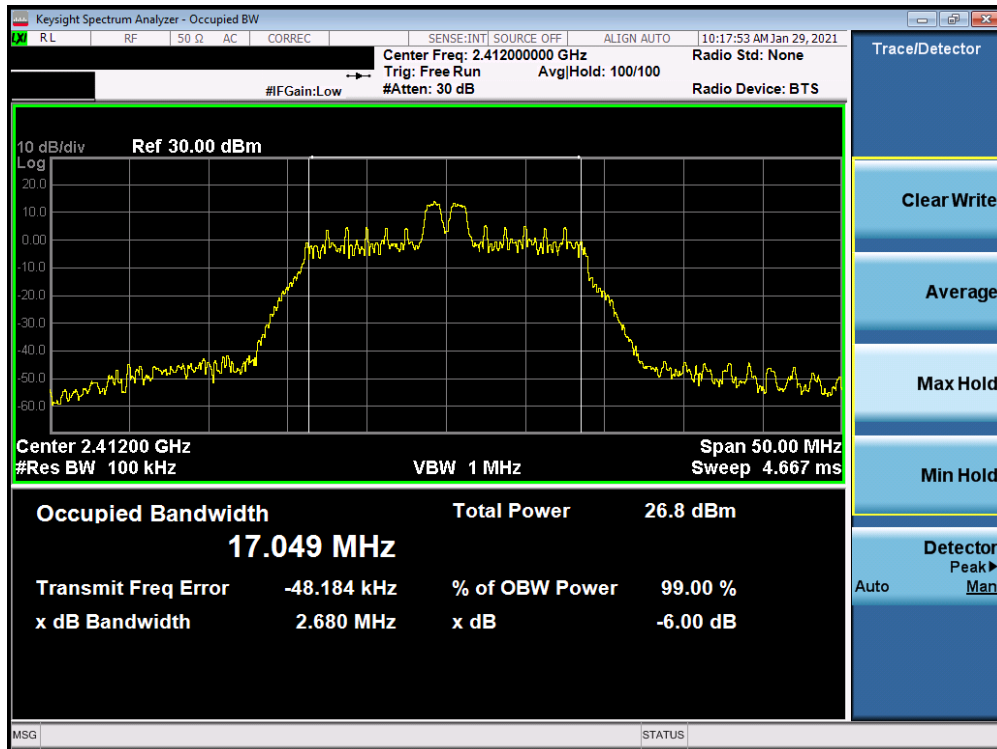 Keysight Spectrum Analyzer - Occupied BW
LXI RL RF 50 Ω AC CORREC SENSE:INT SOURCE OFF ALIGN AUTO 10:17:53 AM Jan 29, 2021
Center Freq: 2.412000000 GHz Radio Std: None
Trig: Free Run Avg|Hold: 100/100
#IFGain:Low #Atten: 30 dB Radio Device: BTS
Trace/Detector
10 dB/div Ref 30.00 dBm
Log
20.0
10.0
0.00
-10.0
-20.0
-30.0
-40.0
-50.0
-60.0
Center 2.41200 GHz Span 50.00 MHz
#Res BW 100 kHz VBW 1 MHz Sweep 4.667 ms
Occupied Bandwidth Total Power 26.8 dBm
17.049 MHz
Transmit Freq Error -48.184 kHz % of OBW Power 99.00 %
x dB Bandwidth 2.680 MHz x dB -6.00 dB
Clear Write
Average
Max Hold
Min Hold
Detector
Peak▶
Auto Man
MSG STATUS